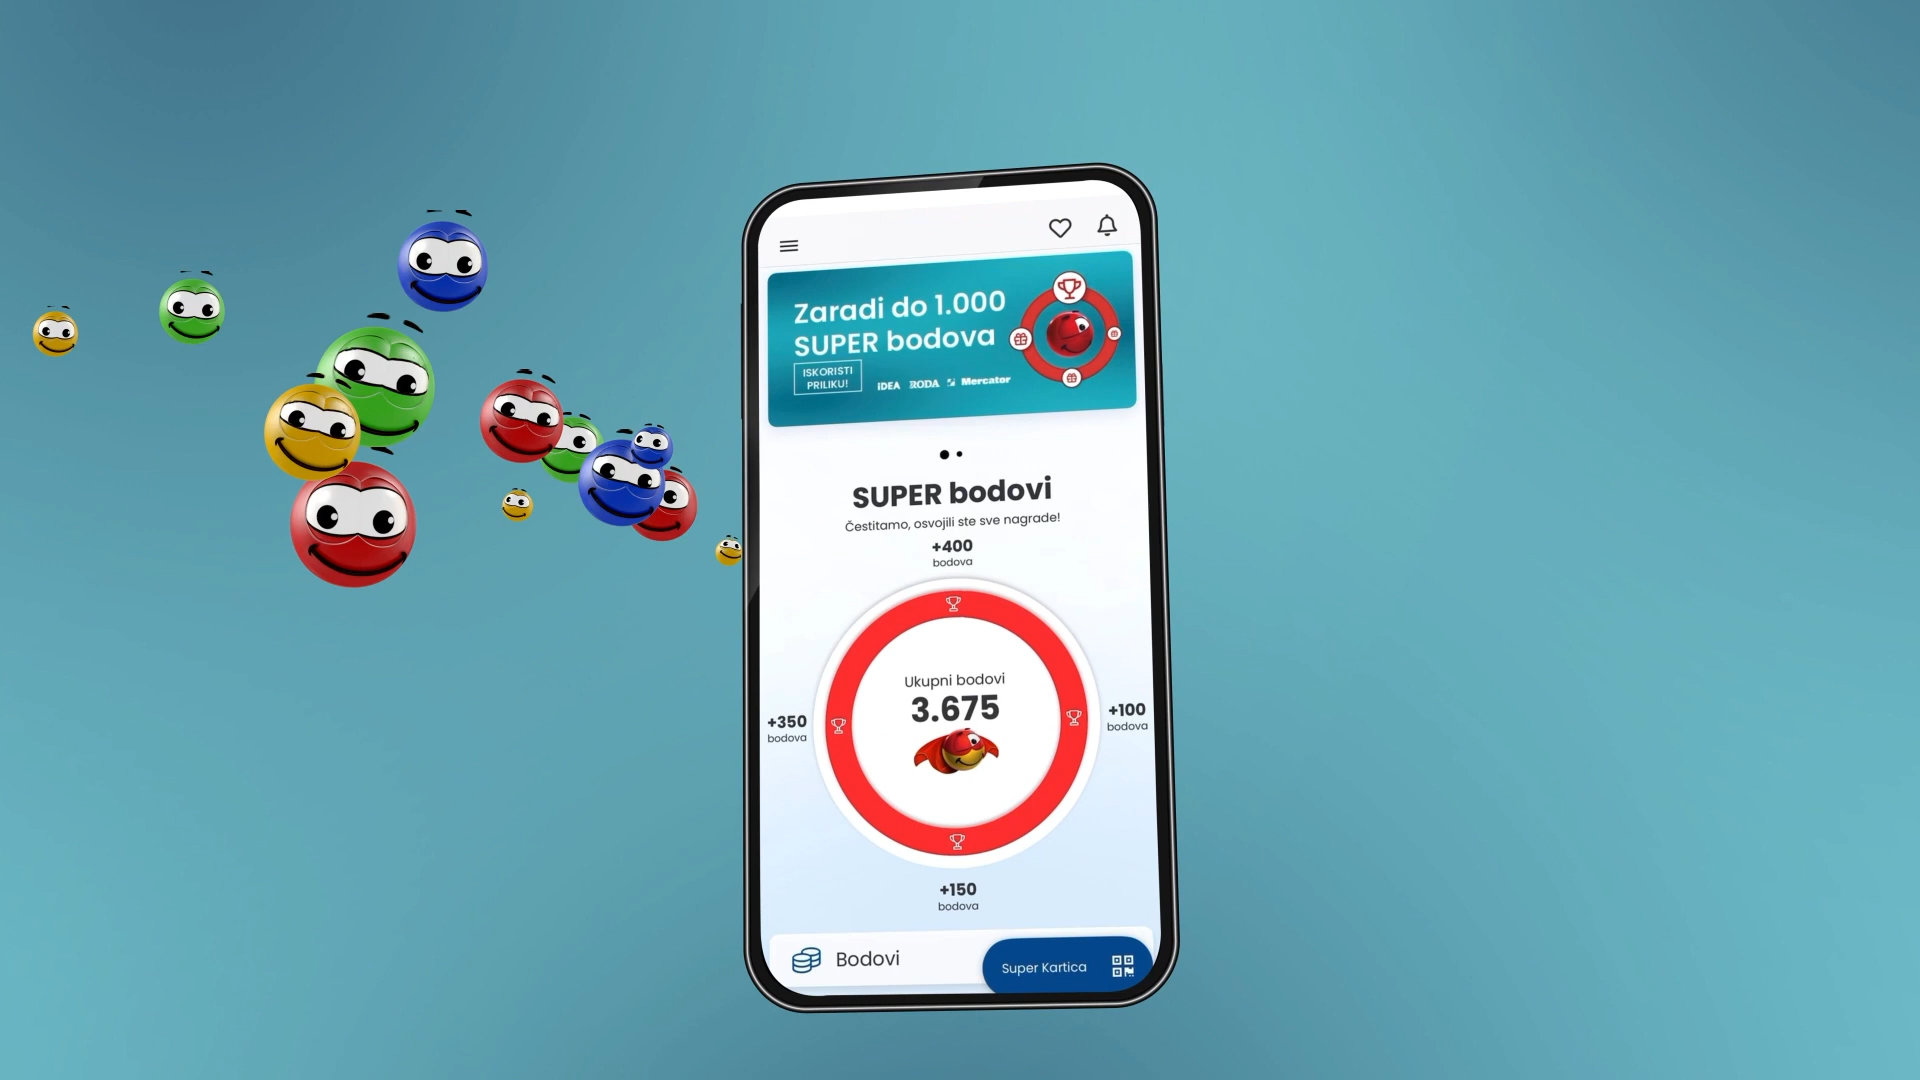 Zaradi do 1.000
SUPER bodova
ISKORISTI
PRILIKU!
iDEA RODA Mercator
SUPER bodovi
Čestitamo, osvojili ste sve nagrade!
+400
bodova
Ukupni bodovi
3.675
+350
bodova
+100
bodova
+150
bodova
Bodovi
Super Kartica